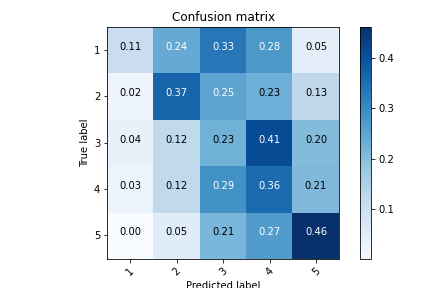 Confusion matrix
1 0.11 0.24 0.33 0.28 0.05
2 0.02 0.37 0.25 0.23 0.13
3 0.04 0.12 0.23 0.41 0.20
4 0.03 0.12 0.29 0.36 0.21
5 0.00 0.05 0.21 0.27 0.46
True label
1 2 3 4 5
Predicted label
0.4
0.3
0.2
0.1